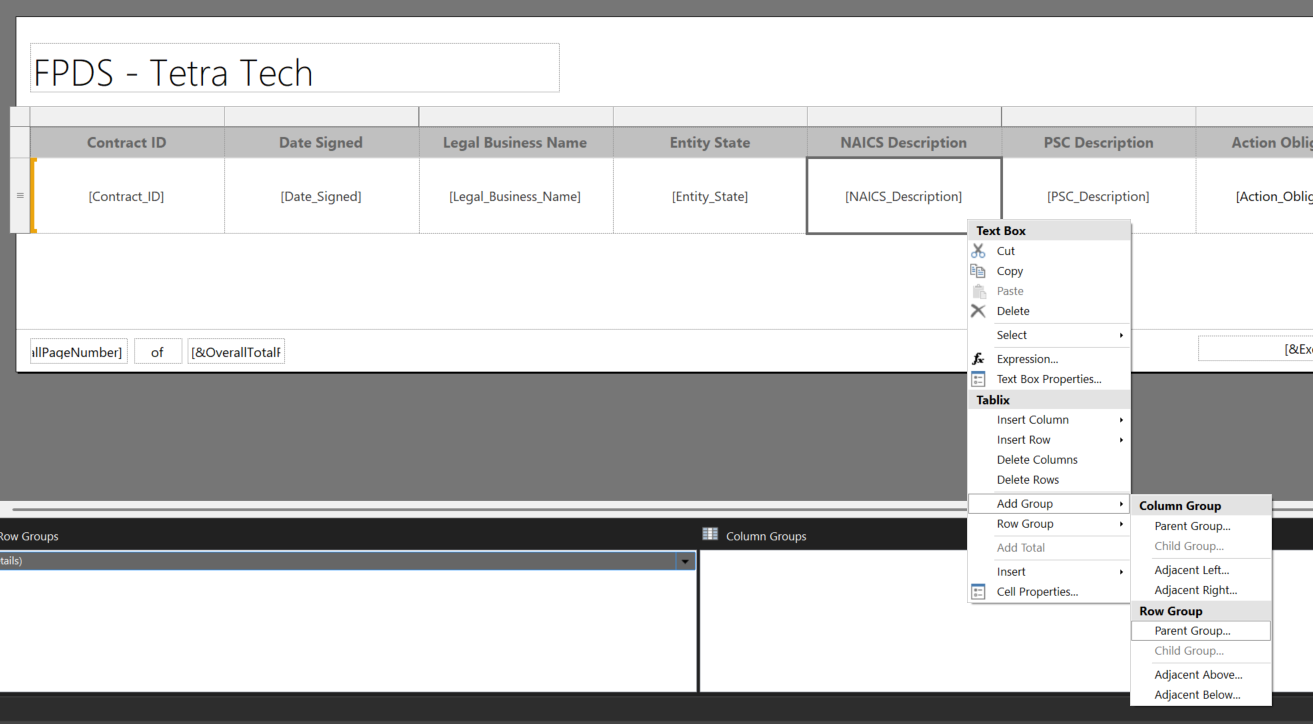 FPDS - Tetra Tech
Contract ID Date Signed Legal Business Name Entity State NAICS Description PSC Description Action Oblig
[Contract_ID] [Date_Signed] [Legal_Business_Name] [Entity_State] [NAICS_Description] [PSC_Description] [Action_Oblig
Text Box
Cut
Copy
Paste
Delete
Select
Expression...
Text Box Properties...
Tablix
Insert Column
Insert Row
Delete Columns
Delete Rows
Add Group
Row Group
Add Total
Insert
Cell Properties...
Column Group
Parent Group...
Child Group...
Adjacent Left...
Adjacent Right...
Row Group
Parent Group...
Child Group...
Adjacent Above...
Adjacent Below...
allPageNumber] of [&OverallTotalP [&Exe
Row Groups Column Groups
tails)